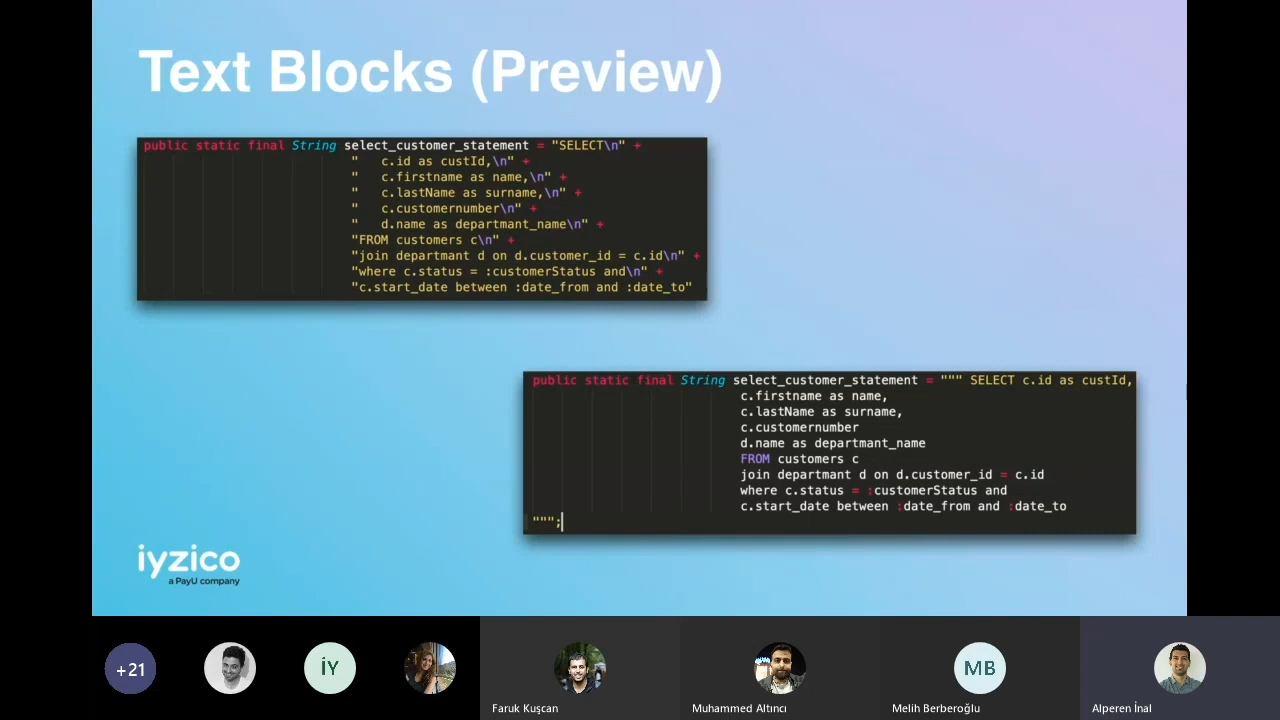 Text Blocks (Preview)
public static final String select_customer_statement = "SELECT\n" +
"   c.id as custId,\n" +
"   c.firstname as name,\n" +
"   c.lastName as surname,\n" +
"   c.customernumber\n" +
"   d.name as departmant_name\n" +
"FROM customers c\n" +
"join departmant d on d.customer_id = c.id\n" +
"where c.status = :customerStatus and\n" +
"c.start_date between :date_from and :date_to"
public static final String select_customer_statement = """ SELECT c.id as custId,
c.firstname as name,
c.lastName as surname,
c.customernumber
d.name as departmant_name
FROM customers c
join departmant d on d.customer_id = c.id
where c.status = :customerStatus and
c.start_date between :date_from and :date_to
""";
iyzico
a PayU company
+21
İY
MB
Faruk Kuşcan
Muhammed Altıncı
Melih Berberoğlu
Alperen İnal